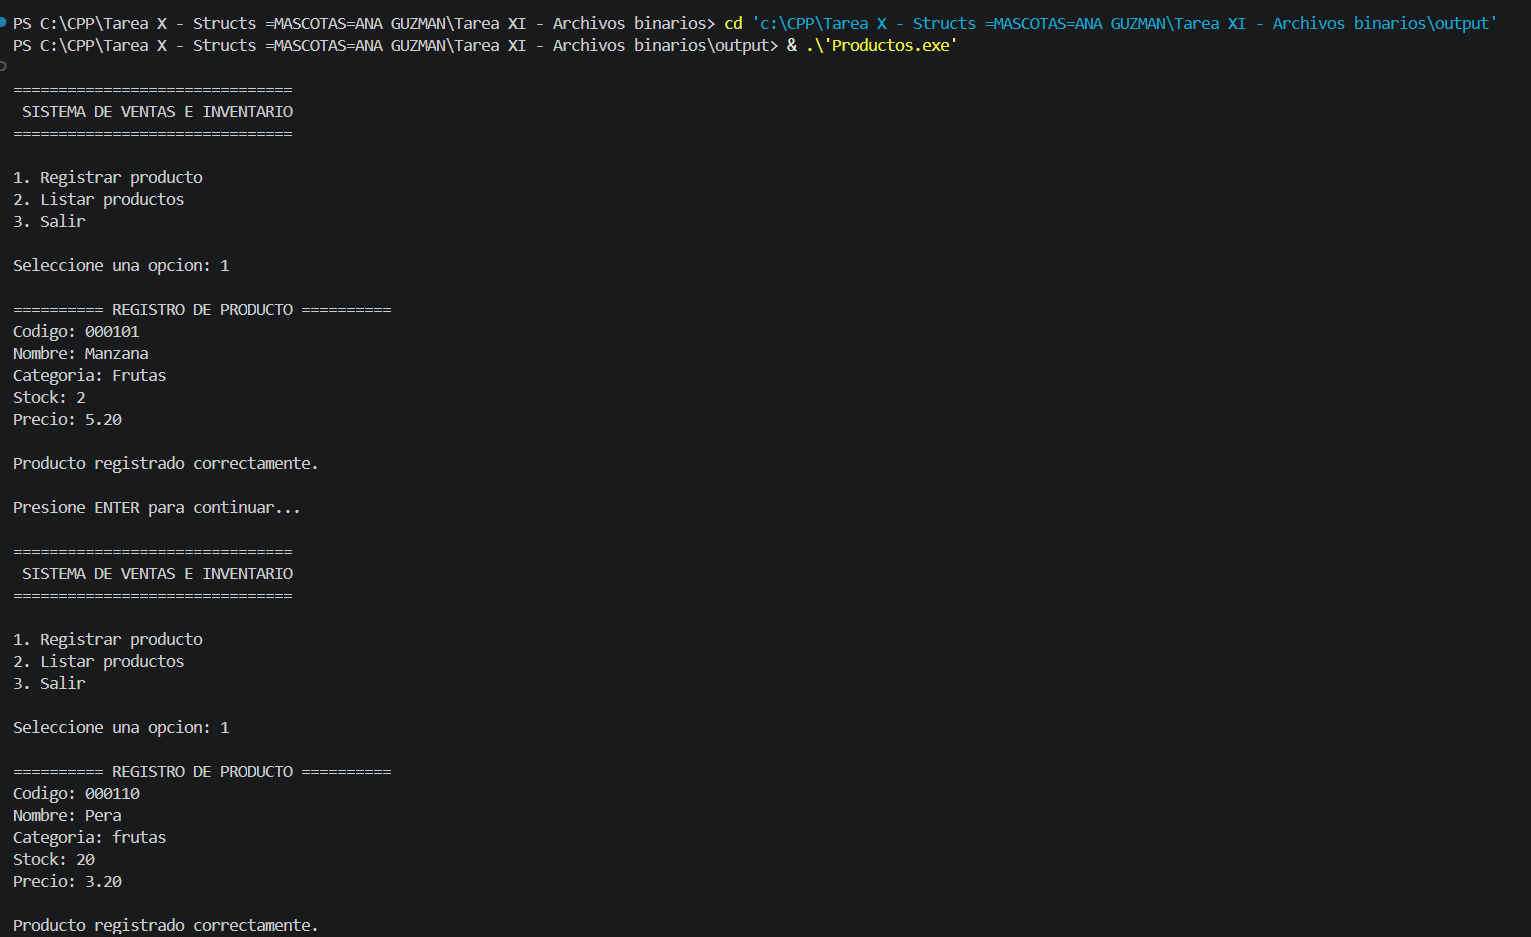 PS C:\CPP\Tarea X - Structs =MASCOTAS=ANA GUZMAN\Tarea XI - Archivos binarios> cd 'c:\CPP\Tarea X - Structs =MASCOTAS=ANA GUZMAN\Tarea XI - Archivos binarios\output'
PS C:\CPP\Tarea X - Structs =MASCOTAS=ANA GUZMAN\Tarea XI - Archivos binarios\output> & .\'Productos.exe'
===============================
SISTEMA DE VENTAS E INVENTARIO
===============================
1. Registrar producto
2. Listar productos
3. Salir
Seleccione una opcion: 1
========== REGISTRO DE PRODUCTO ==========
Codigo: 000101
Nombre: Manzana
Categoria: Frutas
Stock: 2
Precio: 5.20
Producto registrado correctamente.
Presione ENTER para continuar...
===============================
SISTEMA DE VENTAS E INVENTARIO
===============================
1. Registrar producto
2. Listar productos
3. Salir
Seleccione una opcion: 1
========== REGISTRO DE PRODUCTO ==========
Codigo: 000110
Nombre: Pera
Categoria: frutas
Stock: 20
Precio: 3.20
Producto registrado correctamente.